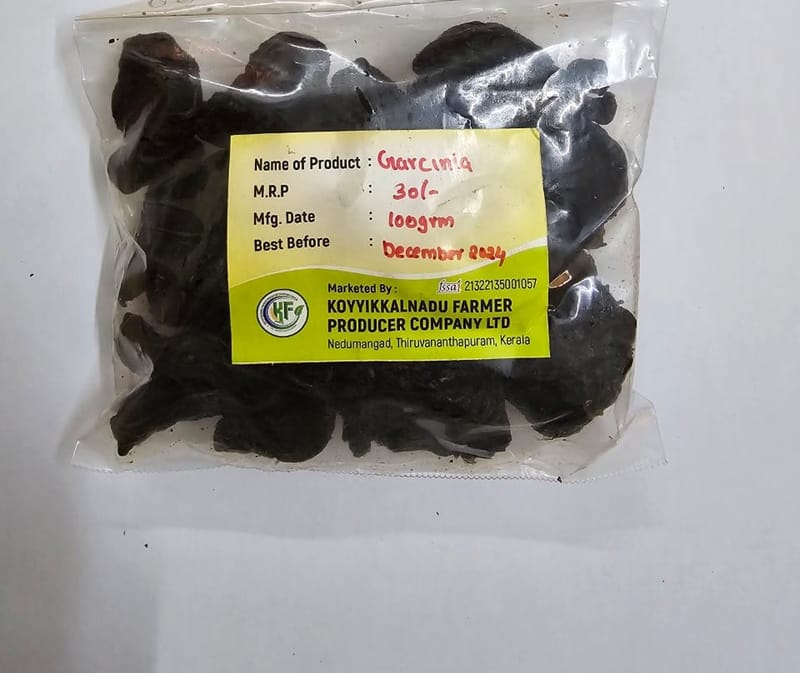 Name of Product : Garcinia
M.R.P : 30/-
Mfg. Date : 100grm
Best Before : December 2024
Marketed By : fssai 21322135001057
KF
KOYYIKKALNADU FARMER
PRODUCER COMPANY LTD
Nedumangad, Thiruvananthapuram, Kerala